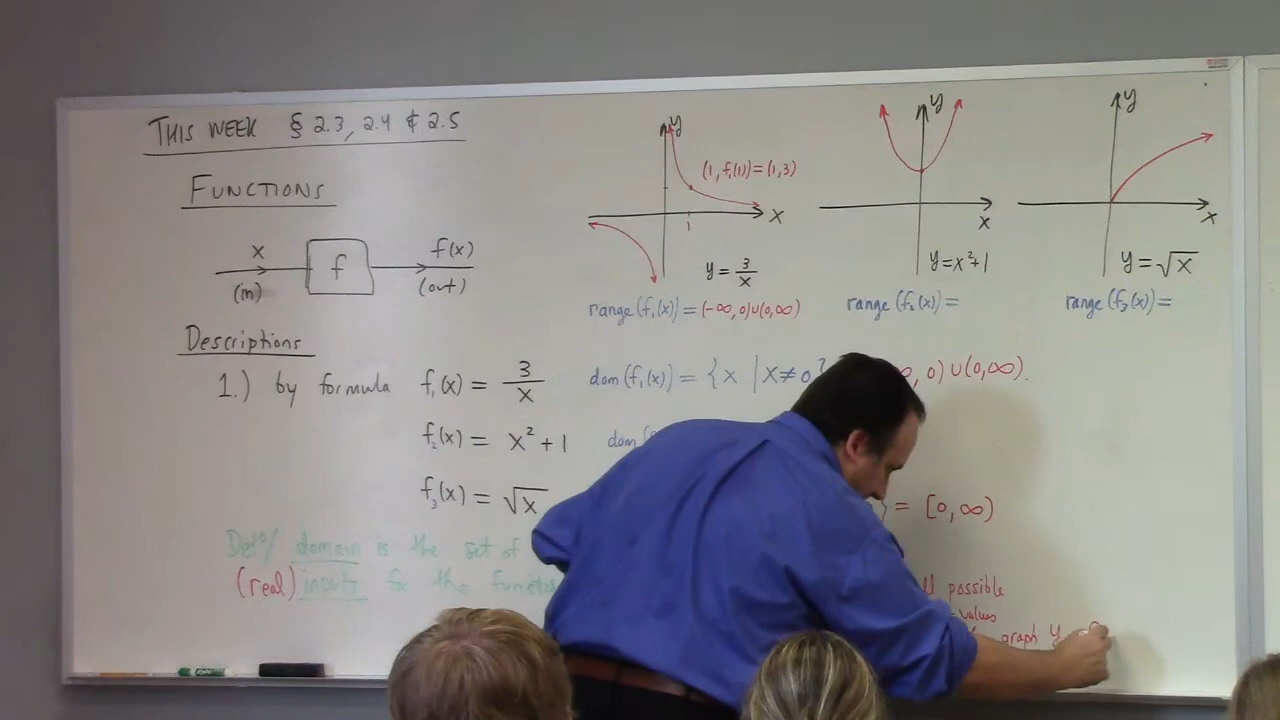 THIS WEEK § 2.3, 2.4 & 2.5
FUNCTIONS
x
(in)
f
f(x)
(out)
Descriptions
1.) by formula f₁(x) = 3/x
f₂(x) = x² + 1
f₃(x) = √x
domain is the set of
(real) inputs for the
y
(1, f₁(1)) = (1,3)
x
1
y = 3/x
range (f₁(x)) = (-∞, 0)∪(0,∞)
y
x
y = x²+1
range (f₂(x)) =
y
x
y = √x
range (f₃(x)) =
dom (f₁(x)) = {x | x ≠ 0
, 0) ∪ (0,∞).
dom
} = [0, ∞)
possible
values
graph y